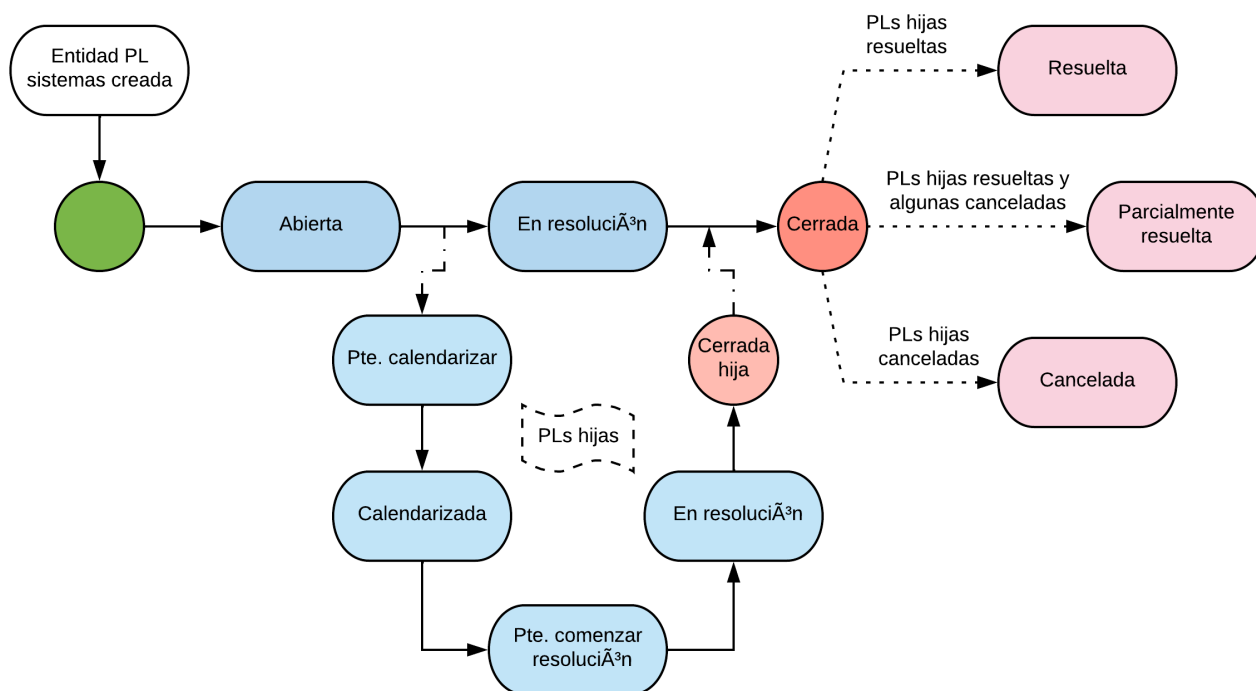 Entidad PL
sistemas creada
PLs hijas
resueltas
Resuelta
Abierta
En resoluciÃ³n
Cerrada
PLs hijas resueltas y
algunas canceladas
Parcialmente
resuelta
Pte. calendarizar
Cerrada
hija
PLs hijas
canceladas
Cancelada
PLs hijas
Calendarizada
En resoluciÃ³n
Pte. comenzar
resoluciÃ³n